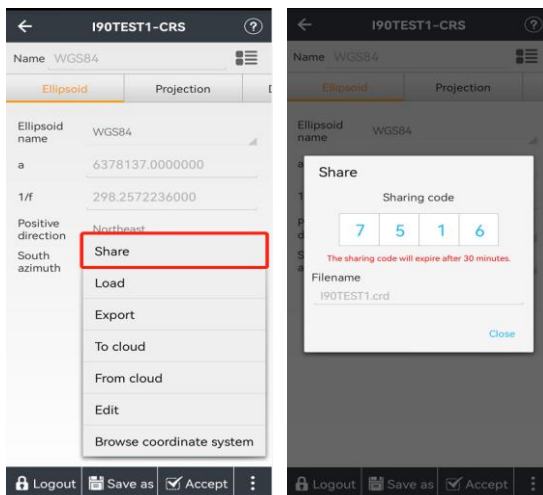 I90TEST1-CRS
Name WGS84
Ellipsoid Projection
Ellipsoid name WGS84
a 6378137.0000000
1/f 298.2572236000
Positive direction Northeast
South azimuth
Share
Load
Export
To cloud
From cloud
Edit
Browse coordinate system
Logout Save as Accept
I90TEST1-CRS
Name WGS84
Ellipsoid Projection
Ellipsoid name WGS84
Share
Sharing code
7 5 1 6
The sharing code will expire after 30 minutes.
Filename
I90TEST1.crd
Close
Logout Save as Accept